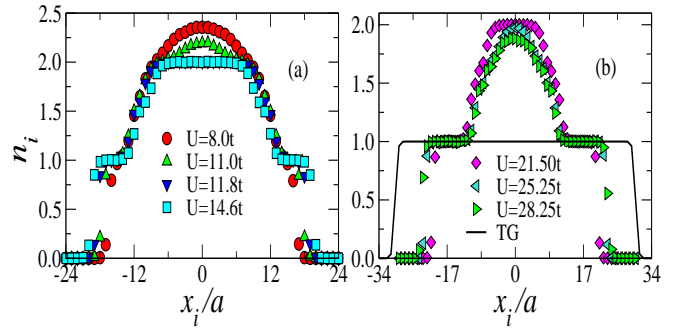 2.5
2.0
1.5
1.0
0.5
0.0
n_i
(a)
U=8.0t
U=11.0t
U=11.8t
U=14.6t
-24 -12 0 12 24
x_i/a
2.0
1.5
1.0
0.5
0.0
(b)
U=21.50t
U=25.25t
U=28.25t
TG
-34 -17 0 17 34
x_i/a